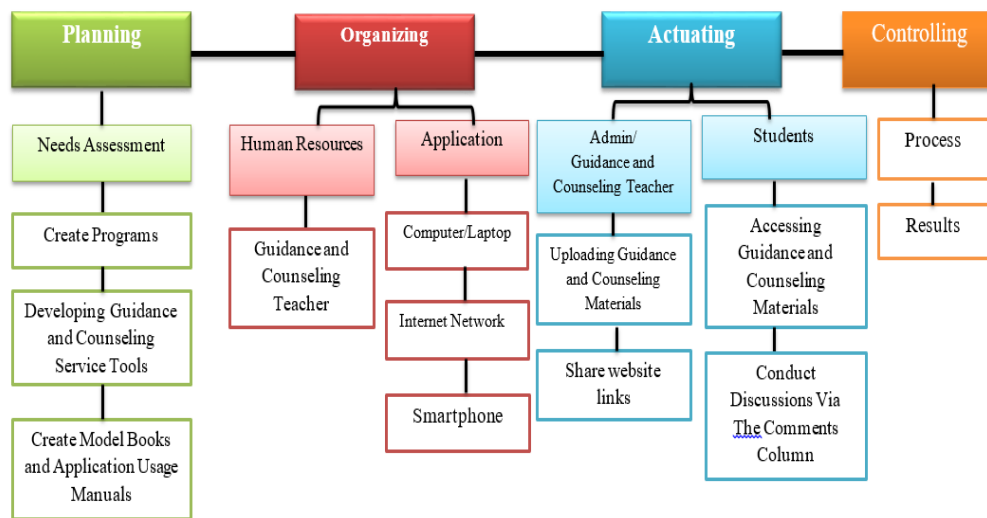 Planning
Organizing
Actuating
Controlling
Needs Assessment
Create Programs
Developing Guidance
and Counseling
Service Tools
Create Model Books
and Application Usage
Manuals
Human Resources
Guidance and
Counseling
Teacher
Application
Computer/Laptop
Internet Network
Smartphone
Admin/
Guidance and
Counseling Teacher
Uploading Guidance
and Counseling
Materials
Share website
links
Students
Accessing
Guidance and
Counseling
Materials
Conduct
Discussions Via
The Comments
Column
Process
Results